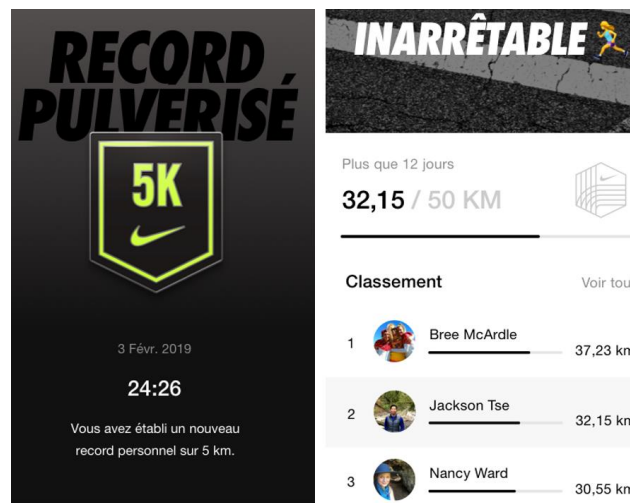 RECORD
PULVERISÉ
5K
3 Févr. 2019
24:26
Vous avez établi un nouveau
record personnel sur 5 km.
INARRÊTABLE
Plus que 12 jours
32,15 / 50 KM
Classement Voir tou
1 Bree McArdle 37,23 km
2 Jackson Tse 32,15 km
3 Nancy Ward 30,55 km